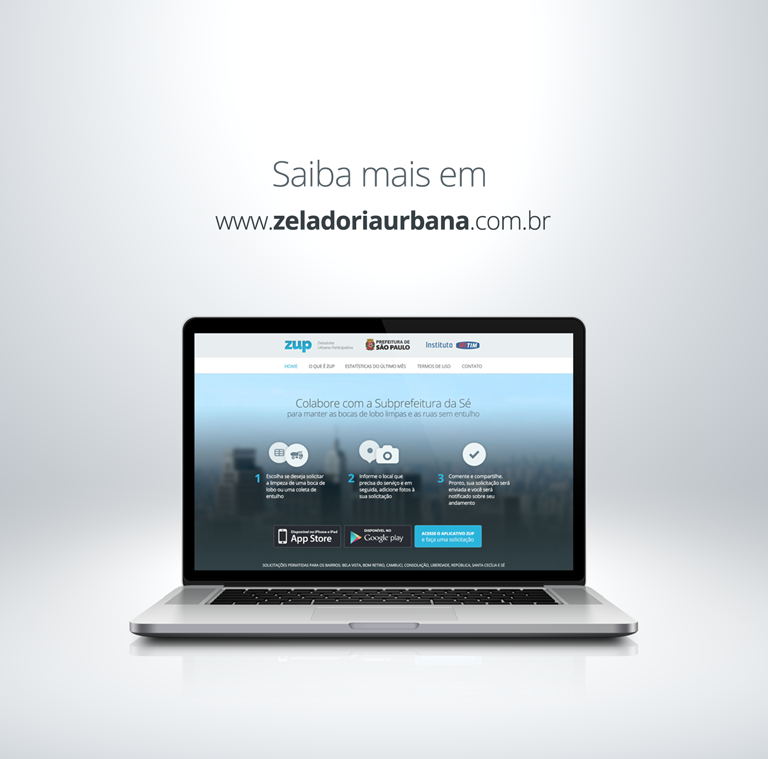 Saiba mais em
www.zeladoriaurbana.com.br
zup Zeladoria
Urbana Participativa
PREFEITURA DE
SÃO PAULO
Instituto TIM
HOME O QUE É ZUP ESTATÍSTICAS DO ÚLTIMO MÊS TERMOS DE USO CONTATO
Colabore com a Subprefeitura da Sé
para manter as bocas de lobo limpas e as ruas sem entulho
1 Escolha se deseja solicitar
a limpeza de uma boca de
lobo ou uma coleta de
entulho
2 Informe o local que
precisa do serviço e em
seguida, adicione fotos à
sua solicitação
3 Comente e compartilhe.
Pronto, sua solicitação será
enviada e você será
notificado sobre seu
andamento
Disponível no iPhone e iPad
App Store
DISPONÍVEL NO
Google play
ACESSE O APLICATIVO ZUP
e faça uma solicitação
SOLICITAÇÕES PERMITIDAS PARA OS BAIRROS: BELA VISTA, BOM RETIRO, CAMBUCI, CONSOLAÇÃO, LIBERDADE, REPÚBLICA, SANTA CECÍLIA E SÉ